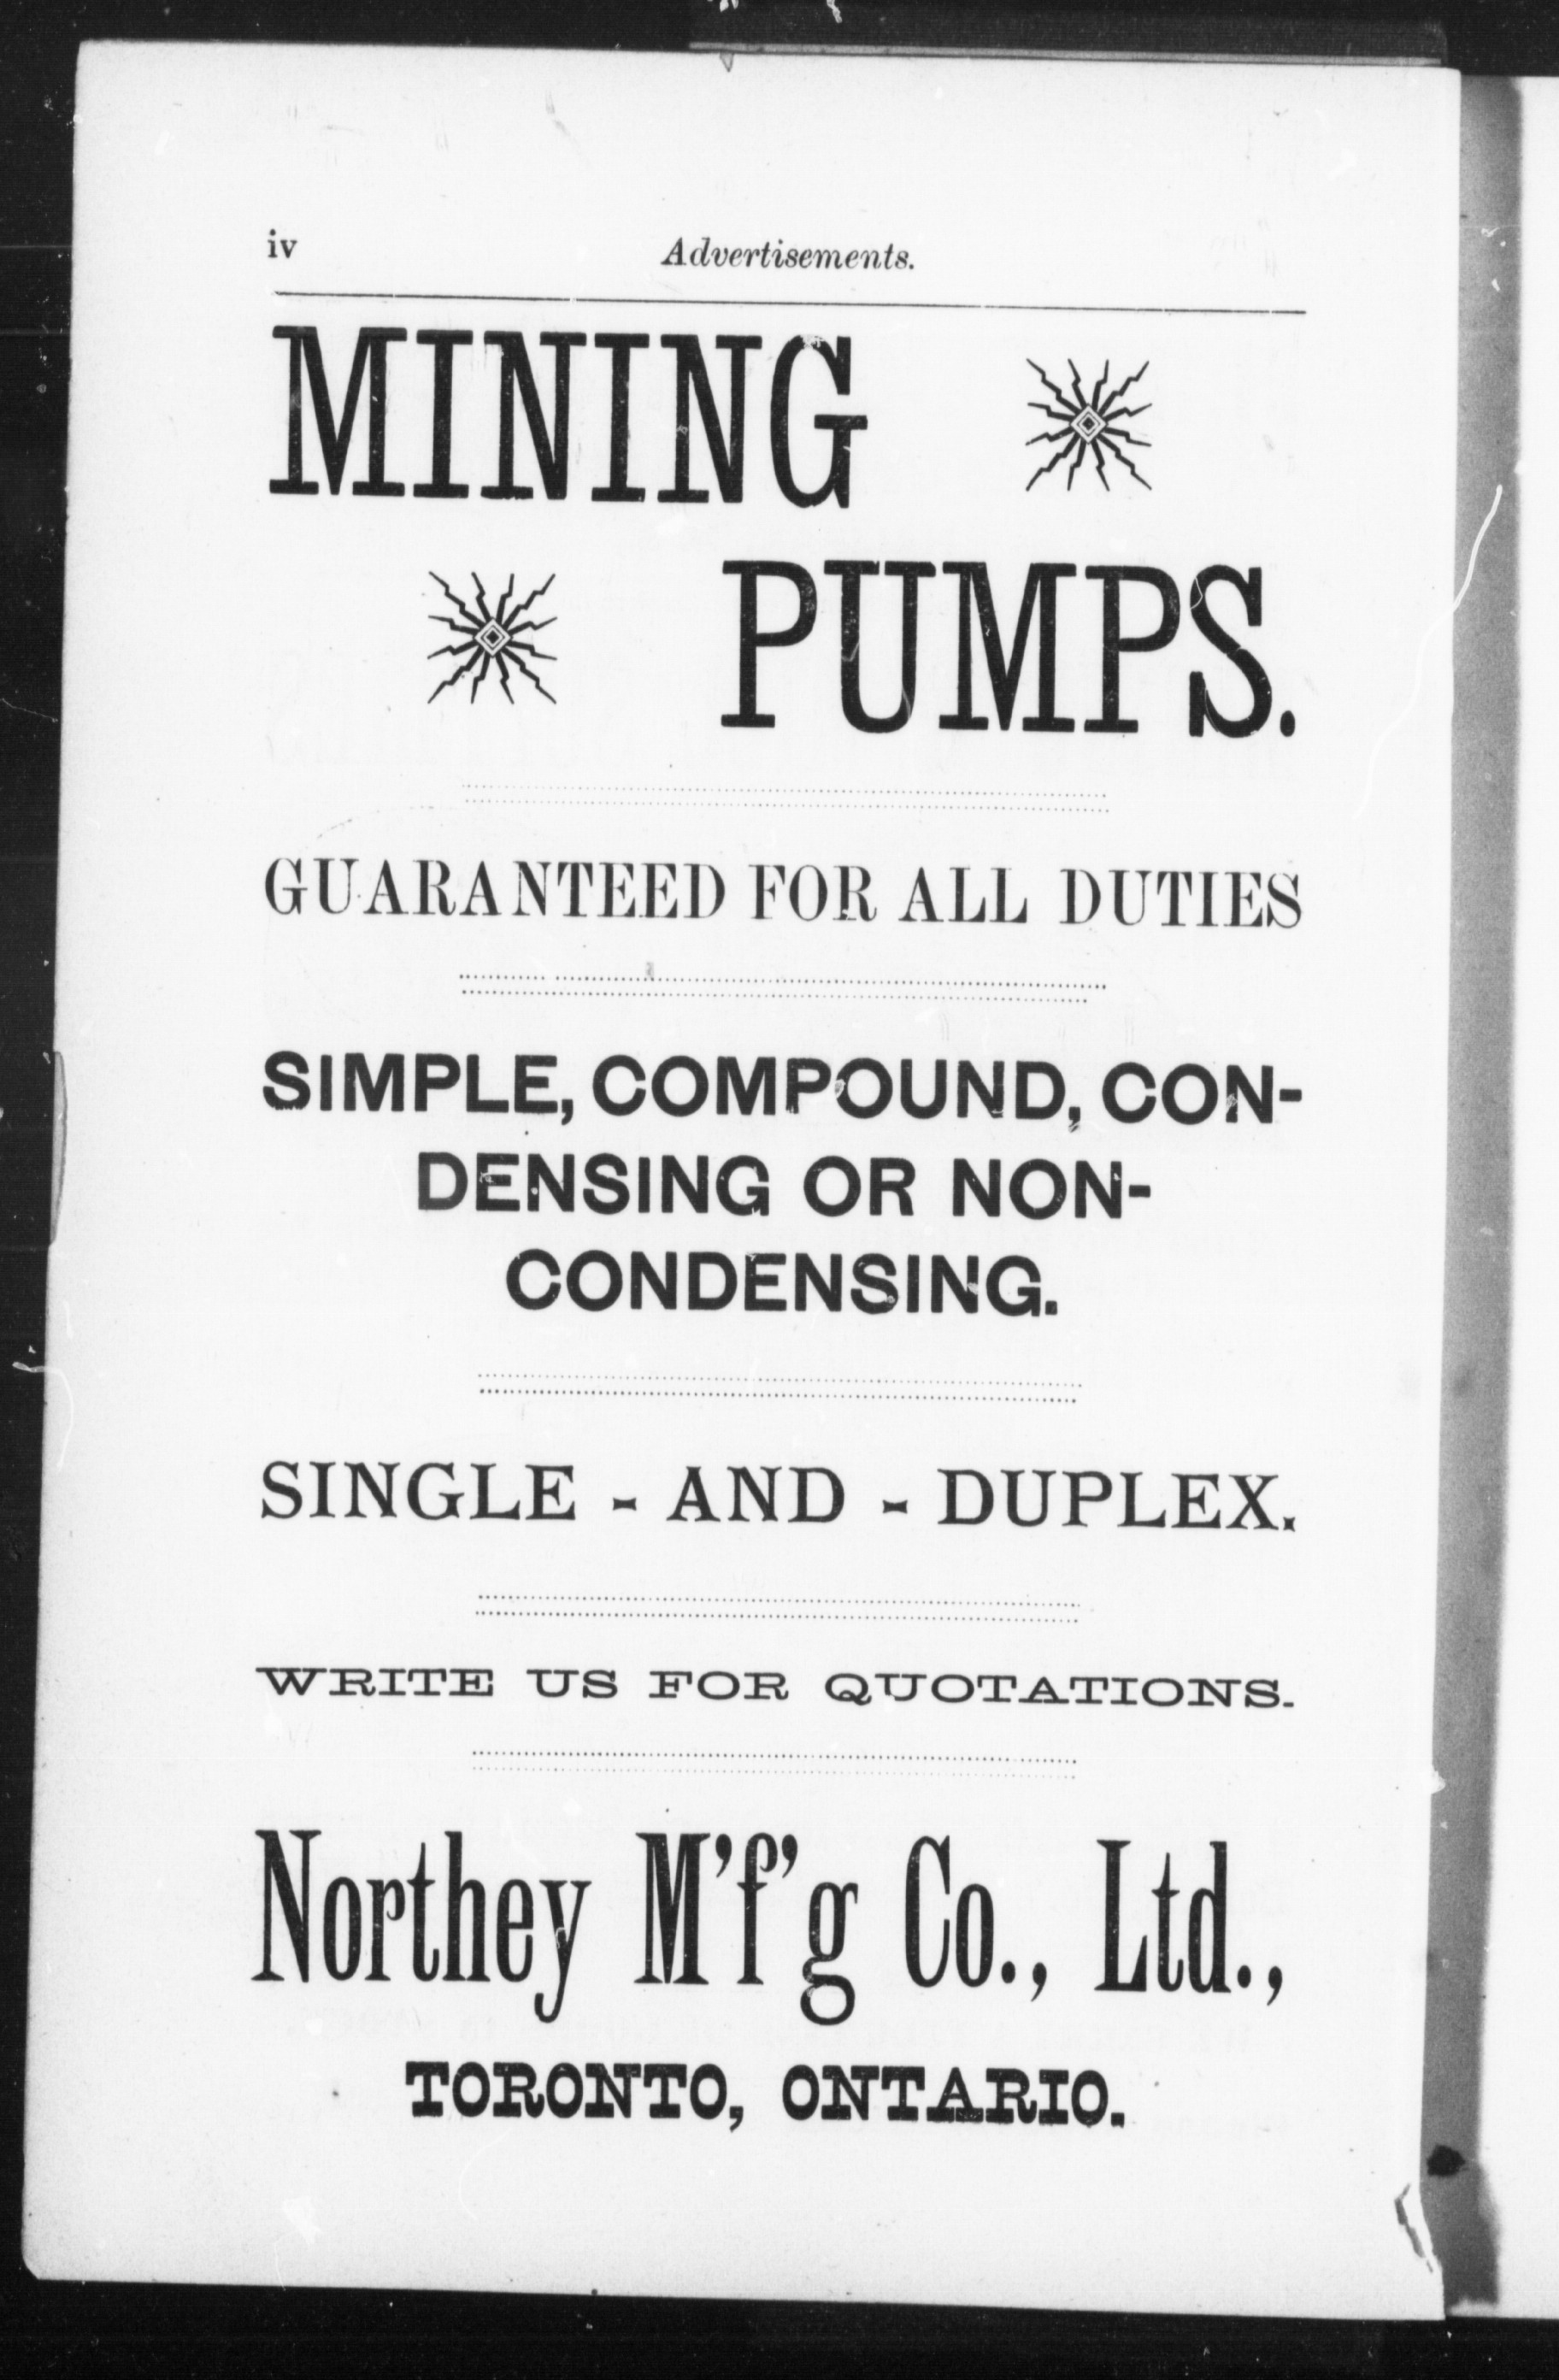 iv
Advertisements.
MINING
PUMPS.
GUARANTEED FOR ALL DUTIES
SIMPLE, COMPOUND, CON-
DENSING OR NON-
CONDENSING.
SINGLE - AND - DUPLEX.
WRITE US FOR QUOTATIONS.
Northey M'f'g Co., Ltd.,
TORONTO, ONTARIO.